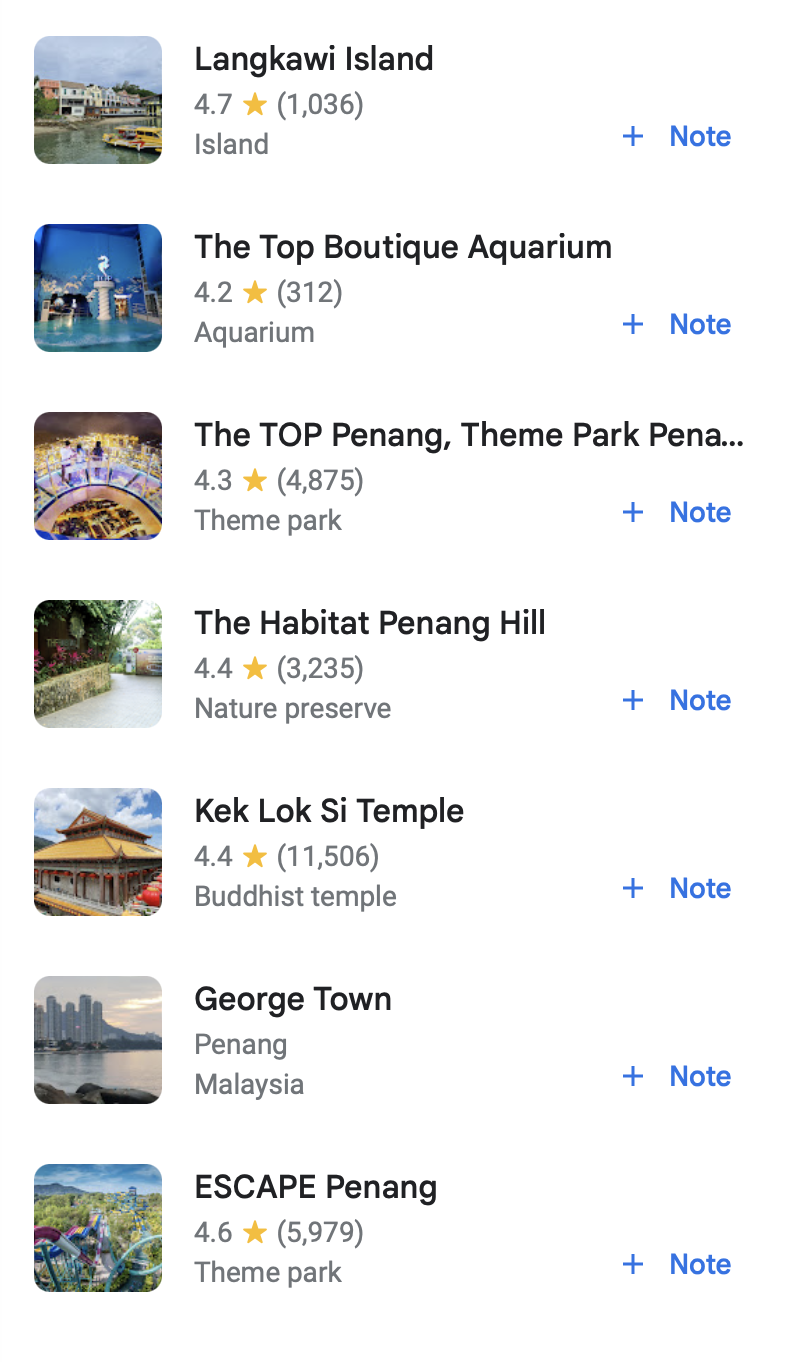 Langkawi Island
4.7 ★ (1,036)
Island
+ Note
The Top Boutique Aquarium
4.2 ★ (312)
Aquarium
+ Note
The TOP Penang, Theme Park Pena...
4.3 ★ (4,875)
Theme park
+ Note
The Habitat Penang Hill
4.4 ★ (3,235)
Nature preserve
+ Note
Kek Lok Si Temple
4.4 ★ (11,506)
Buddhist temple
+ Note
George Town
Penang
Malaysia
+ Note
ESCAPE Penang
4.6 ★ (5,979)
Theme park
+ Note